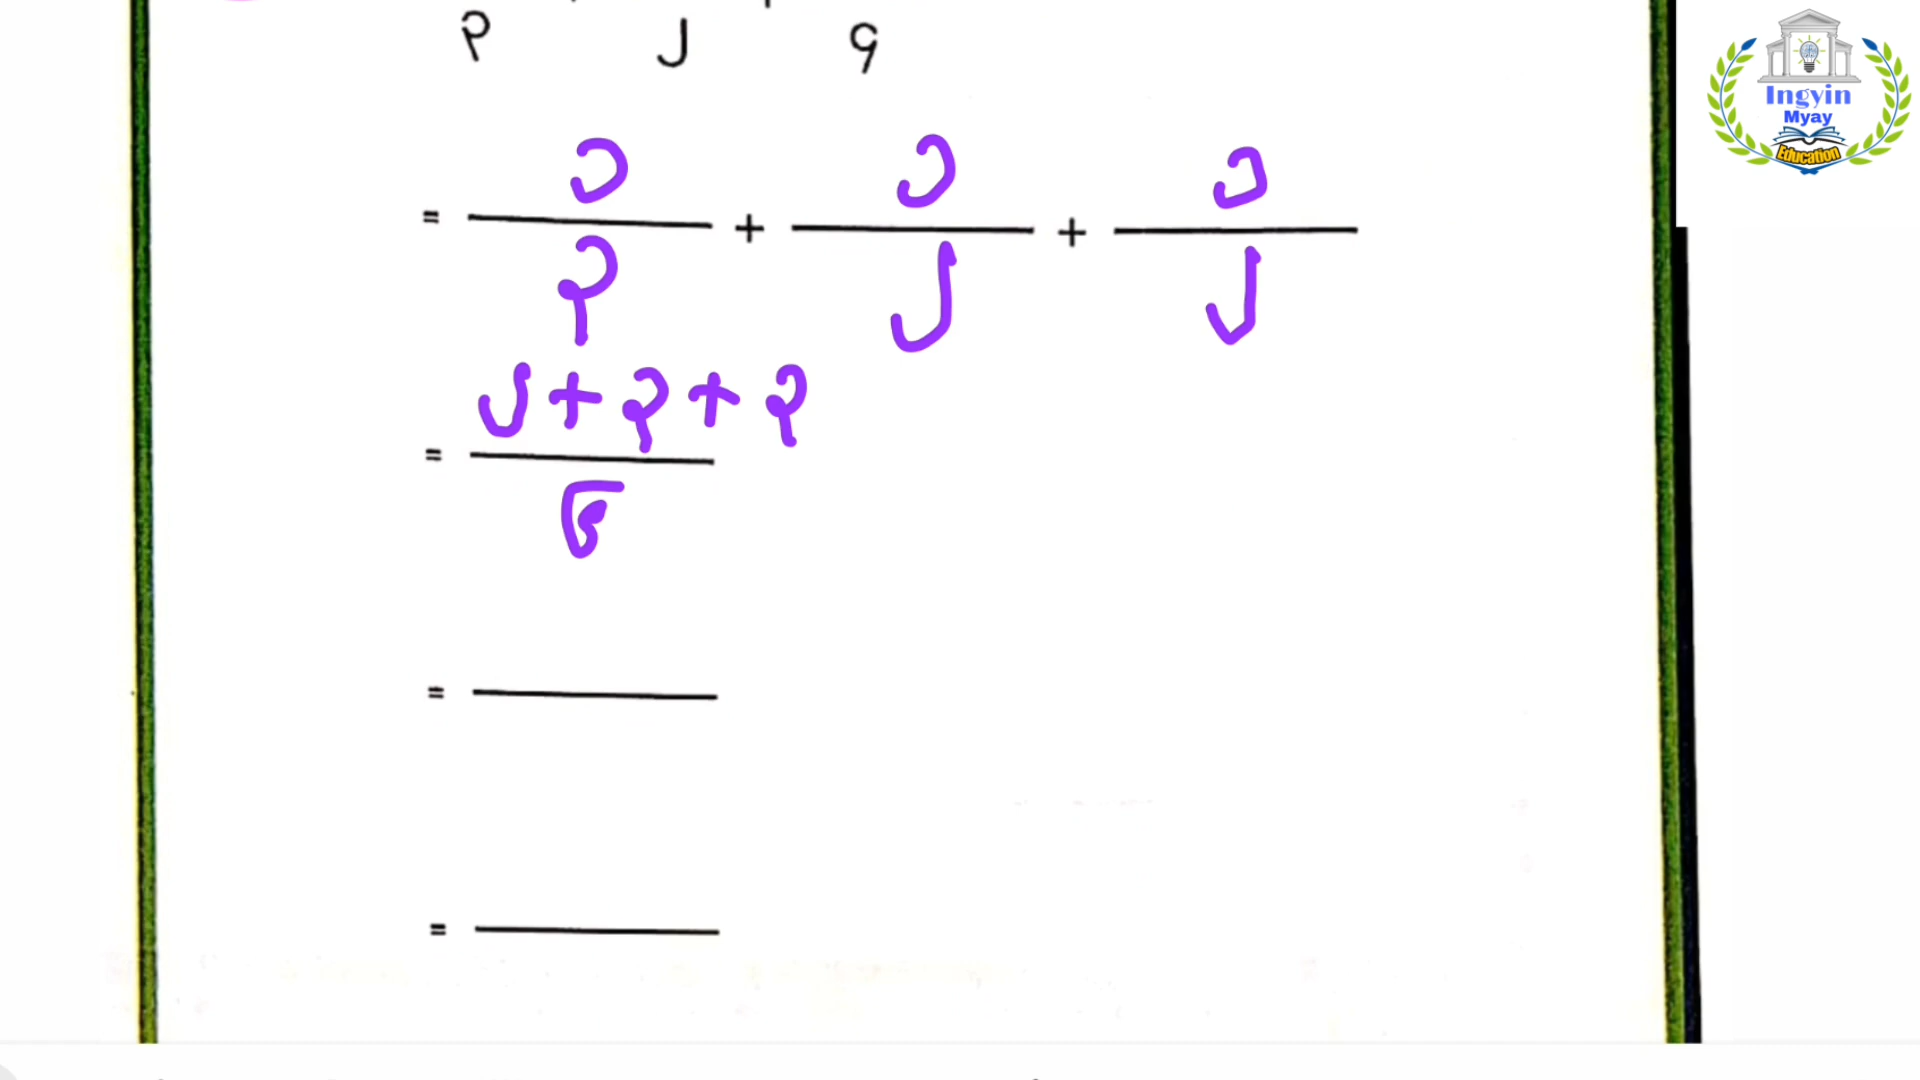 ၃ ၂ ၄
= ၁/၃ + ၁/၂ + ၁/၂
= ၂+၃+၃/၆
=
=
Ingyin
Myay
Education